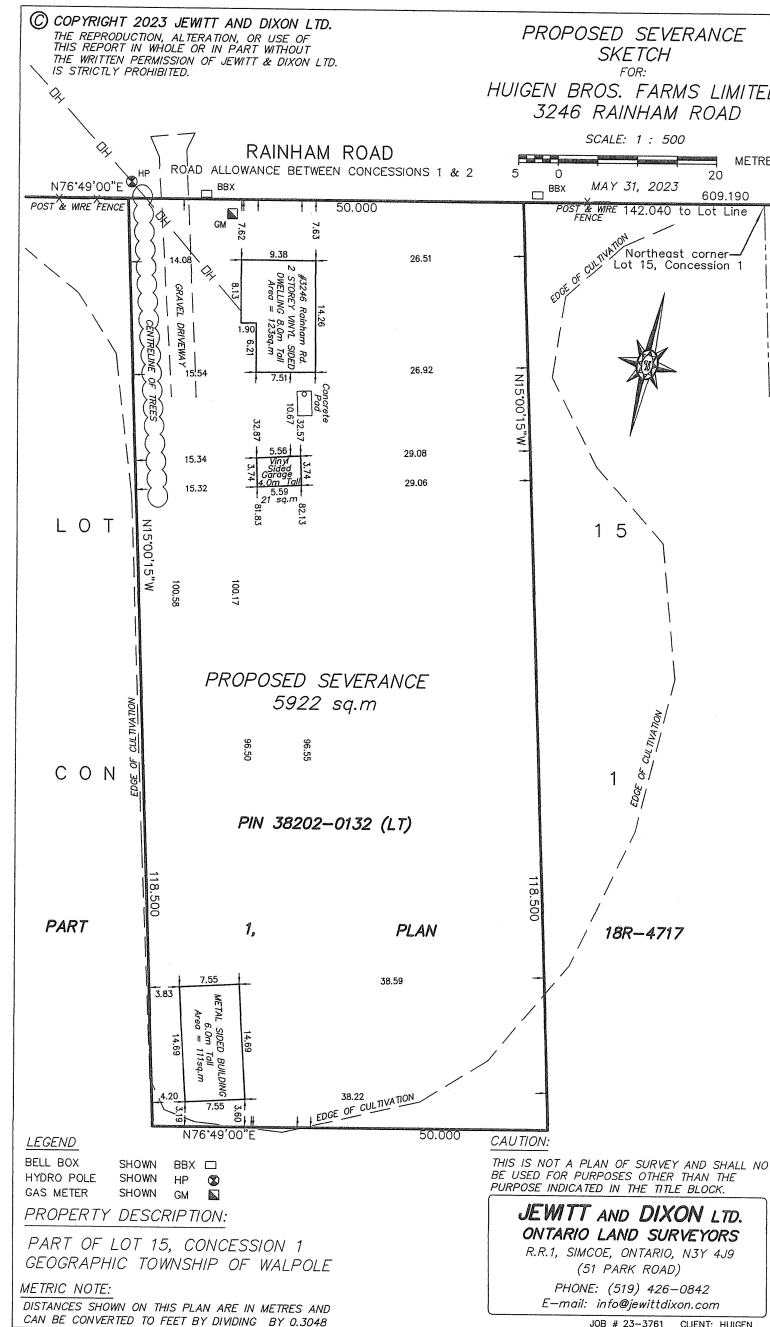 © COPYRIGHT 2023 JEWITT AND DIXON LTD.
THE REPRODUCTION, ALTERATION, OR USE OF
THIS REPORT IN WHOLE OR IN PART WITHOUT
THE WRITTEN PERMISSION OF JEWITT & DIXON LTD.
IS STRICTLY PROHIBITED.
PROPOSED SEVERANCE
SKETCH
FOR:
HUIGEN BROS. FARMS LIMITED
3246 RAINHAM ROAD
SCALE: 1 : 500
5 0 20 METRE
MAY 31, 2023
OH
OH
OH
OH
RAINHAM ROAD
ROAD ALLOWANCE BETWEEN CONCESSIONS 1 & 2
HP
BBX
BBX
N76°49'00"E
50.000
609.190
POST & WIRE FENCE
POST & WIRE
FENCE
142.040 to Lot Line
Northeast corner
Lot 15, Concession 1
GM
7.62
7.63
EDGE OF CULTIVATION
14.08
9.38
26.51
8.13
#3246 Rainham Rd.
2 STOREY VINYL SIDED
DWELLING 8.0m Tall
Area = 123sq.m
14.26
GRAVEL DRIVEWAY
CENTRELINE OF TREES
1.90
6.21
15.54
7.51
26.92
N15°00'15"W
Concrete
Pad
10.67
32.87
32.57
15.34
5.56
29.08
3.74
Vinyl
Sided
Garage
4.0m Tall
3.74
15.32
5.59
29.06
21 sq.m
81.83
82.13
LOT
15
N15°00'15"W
100.58
100.17
PROPOSED SEVERANCE
5922 sq.m
96.50
96.55
EDGE OF CULTIVATION
EDGE OF CULTIVATION
CON
1
PIN 38202-0132 (LT)
118.500
118.500
PART 1, PLAN 18R-4717
7.55
3.83
38.59
14.69
METAL SIDED BUILDING
6.0m Tall
Area = 111sq.m
14.69
4.20
7.55
38.22
3.19
3.60
EDGE OF CULTIVATION
N76°49'00"E
50.000
LEGEND
BELL BOX SHOWN BBX
HYDRO POLE SHOWN HP
GAS METER SHOWN GM
PROPERTY DESCRIPTION:
PART OF LOT 15, CONCESSION 1
GEOGRAPHIC TOWNSHIP OF WALPOLE
METRIC NOTE:
DISTANCES SHOWN ON THIS PLAN ARE IN METRES AND
CAN BE CONVERTED TO FEET BY DIVIDING BY 0.3048
CAUTION:
THIS IS NOT A PLAN OF SURVEY AND SHALL NO
BE USED FOR PURPOSES OTHER THAN THE
PURPOSE INDICATED IN THE TITLE BLOCK.
JEWITT AND DIXON LTD.
ONTARIO LAND SURVEYORS
R.R.1, SIMCOE, ONTARIO, N3Y 4J9
(51 PARK ROAD)
PHONE: (519) 426-0842
E-mail: info@jewittdixon.com
JOB # 23-3761 CLIENT: HUIGEN